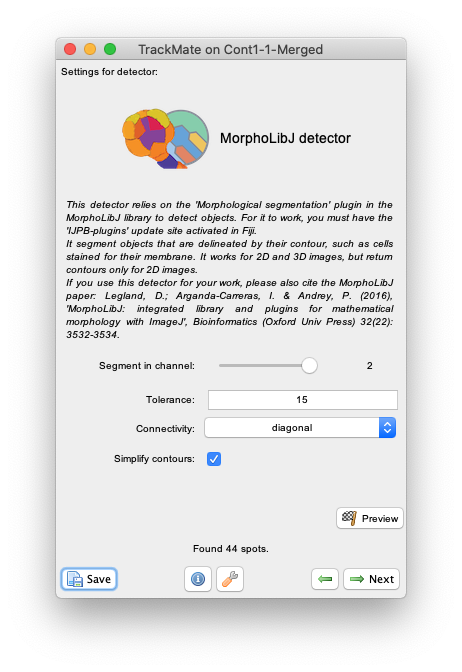 TrackMate on Cont1-1-Merged
Settings for detector:
MorphoLibJ detector
This detector relies on the 'Morphological segmentation' plugin in the
MorphoLibJ library to detect objects. For it to work, you must have the
'IJPB-plugins' update site activated in Fiji.
It segment objects that are delineated by their contour, such as cells
stained for their membrane. It works for 2D and 3D images, but return
contours only for 2D images.
If you use this detector for your work, please also cite the MorphoLibJ
paper: Legland, D.; Arganda-Carreras, I. & Andrey, P. (2016),
'MorphoLibJ: integrated library and plugins for mathematical
morphology with ImageJ', Bioinformatics (Oxford Univ Press) 32(22):
3532-3534.
Segment in channel: 2
Tolerance: 15
Connectivity: diagonal
Simplify contours:
Preview
Found 44 spots.
Save Next